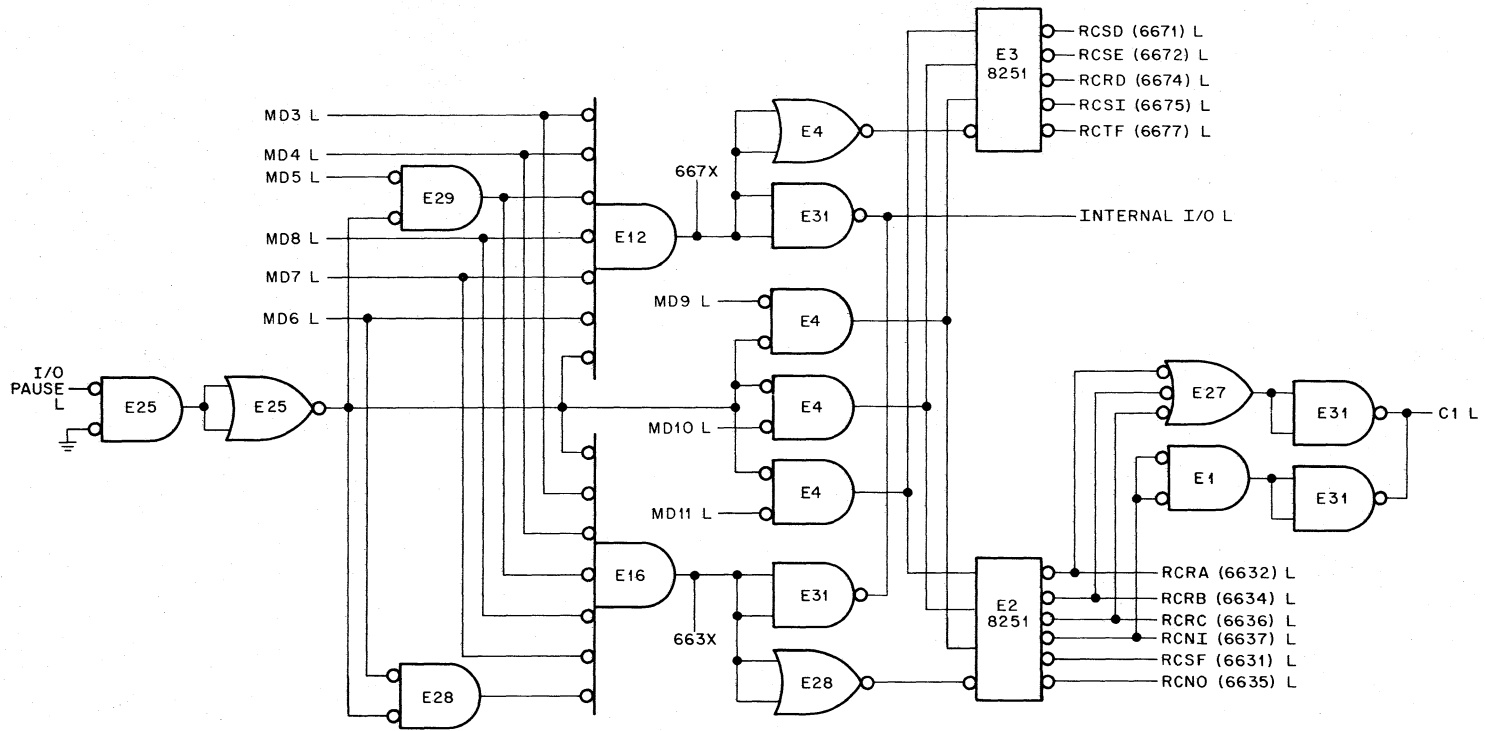 E3
8251
RCSD (6671) L
RCSE (6672) L
RCRD (6674) L
RCSI (6675) L
RCTF (6677) L
MD3 L
MD4 L
MD5 L
E29
MD8 L
MD7 L
MD6 L
E12
667X
E4
E31
INTERNAL I/O L
MD9 L
E4
I/O
PAUSE
L
E25
E25
E4
MD10 L
E4
MD11 L
E27
E31
C1 L
E1
E31
E16
663X
E31
E28
E28
E2
8251
RCRA (6632) L
RCRB (6634) L
RCRC (6636) L
RCNI (6637) L
RCSF (6631) L
RCNO (6635) L